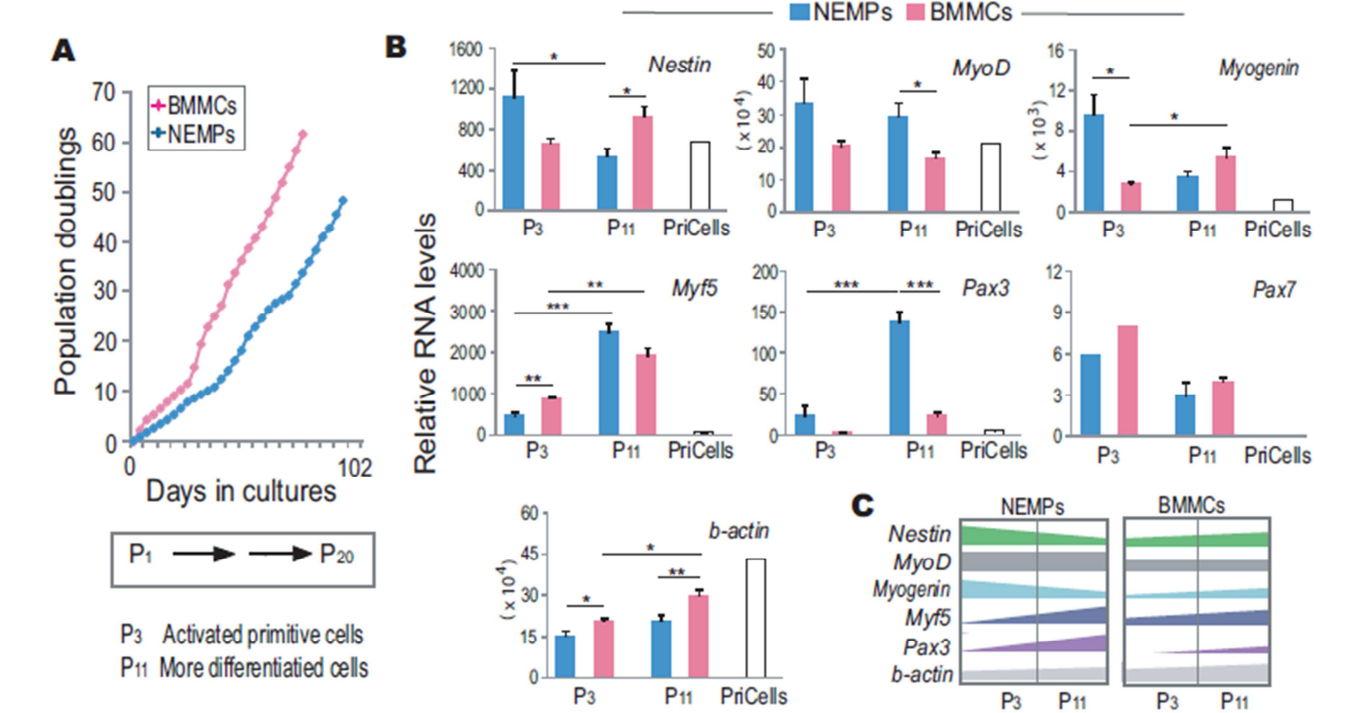 NEMPs BMMCs
A
Population doublings
70
60
50
40
30
20
10
0
BMMCs
NEMPs
0 102
Days in cultures
P1 P20
P3 Activated primitive cells
P11 More differentiatied cells
B
Relative RNA levels
Nestin
1600
1200
800
400
0
*
*
P3 P11 PriCells
MyoD
(x 10⁴)
50
40
30
20
10
0
*
P3 P11 PriCells
Myogenin
(x 10³)
16
12
8
4
0
*
*
P3 P11 PriCells
Myf5
4000
3000
2000
1000
0
**
***
**
P3 P11 PriCells
Pax3
200
150
100
50
0
*** ***
P3 P11 PriCells
Pax7
12
9
6
3
0
P3 P11 PriCells
b-actin
(x 10⁴)
60
45
30
15
0
*
**
*
P3 P11 PriCells
C
NEMPs BMMCs
Nestin
MyoD
Myogenin
Myf5
Pax3
b-actin
P3 P11 P3 P11